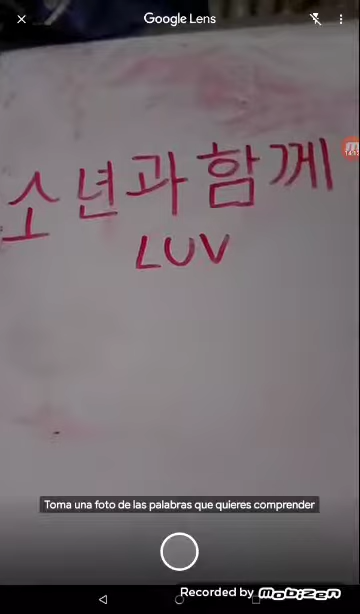 Google Lens
소년과 함께
LUV
Toma una foto de las palabras que quieres comprender
Recorded by Mobizen